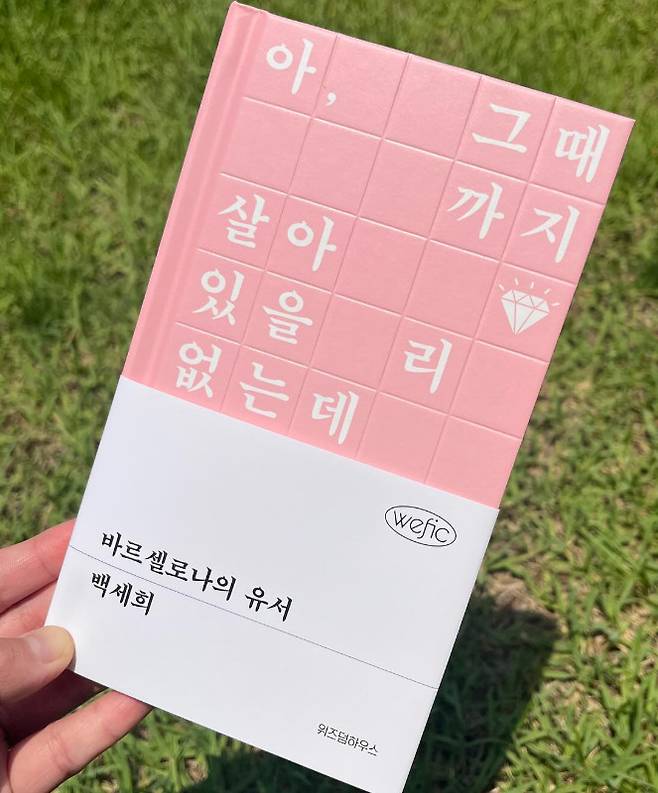 아, 그때
까지
살아
있을 리
없는데
wefic
바르셀로나의 유서
백세희
위즈덤하우스